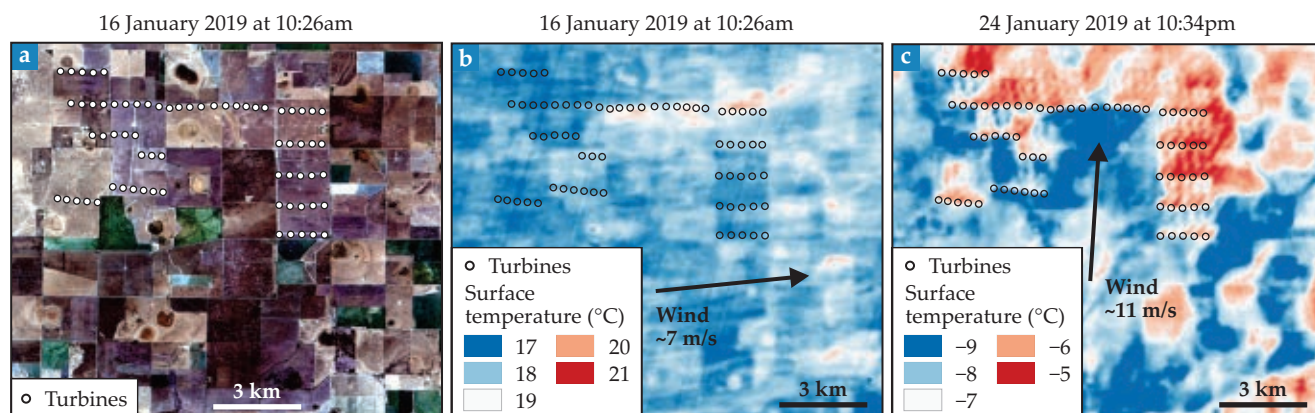 16 January 2019 at 10:26am
a
Turbines
3 km
16 January 2019 at 10:26am
b
Turbines
Surface
temperature (°C)
17
18
19
20
21
Wind
~7 m/s
3 km
24 January 2019 at 10:34pm
c
Turbines
Surface
temperature (°C)
−9
−8
−7
−6
−5
Wind
~11 m/s
3 km